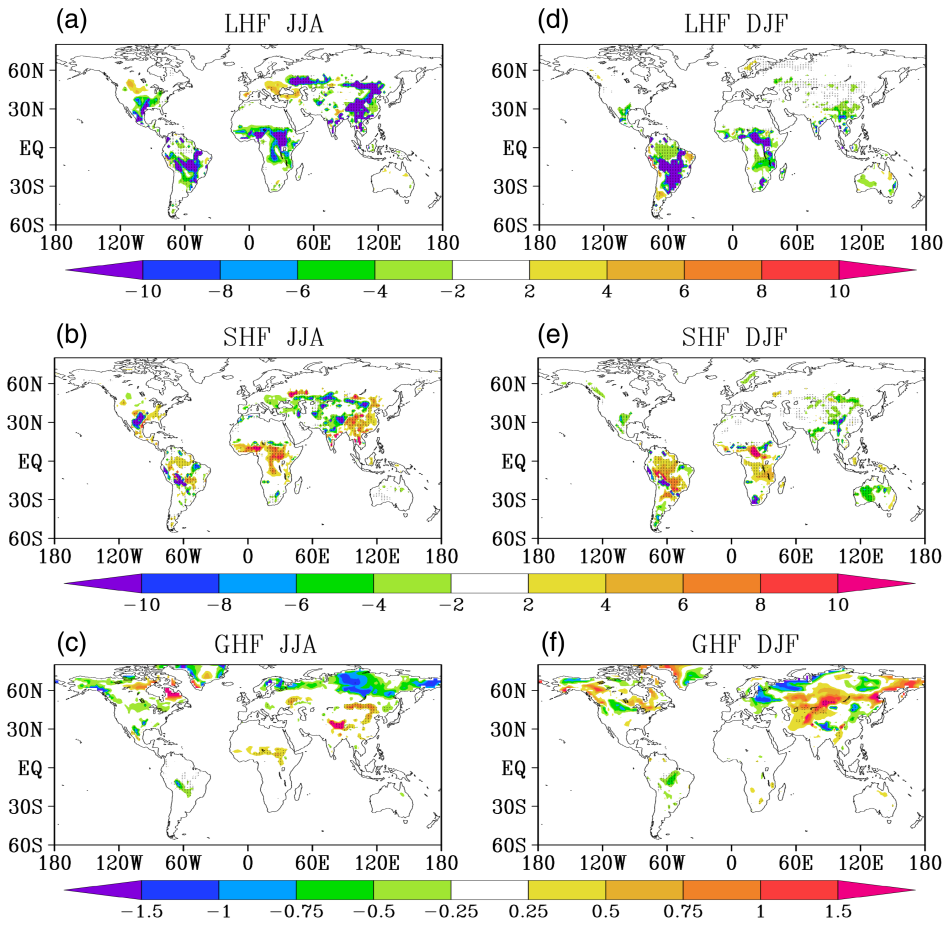 (a) LHF JJA
60N
30N
EQ
30S
60S
180 120W 60W 0 60E 120E 180
−10 −8 −6 −4 −2 2 4 6 8 10
(d) LHF DJF
60N
30N
EQ
30S
60S
180 120W 60W 0 60E 120E 180
(b) SHF JJA
60N
30N
EQ
30S
60S
180 120W 60W 0 60E 120E 180
−10 −8 −6 −4 −2 2 4 6 8 10
(e) SHF DJF
60N
30N
EQ
30S
60S
180 120W 60W 0 60E 120E 180
(c) GHF JJA
60N
30N
EQ
30S
60S
180 120W 60W 0 60E 120E 180
−1.5 −1 −0.75 −0.5 −0.25 0.25 0.5 0.75 1 1.5
(f) GHF DJF
60N
30N
EQ
30S
60S
180 120W 60W 0 60E 120E 180